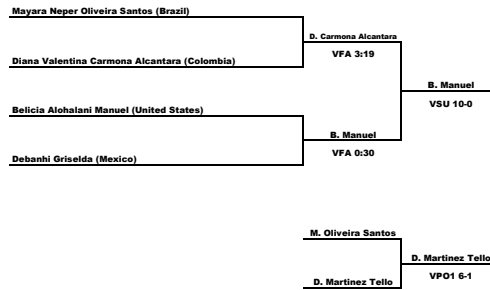 Mayara Neper Oliveira Santos (Brazil)
D. Carmona Alcantara
VFA 3:19
Diana Valentina Carmona Alcantara (Colombia)
B. Manuel
VSU 10-0
Belicia Alohalani Manuel (United States)
B. Manuel
VFA 0:30
Debanhi Griselda (Mexico)
M. Oliveira Santos
D. Martinez Tello
VPO1 6-1
D. Martinez Tello